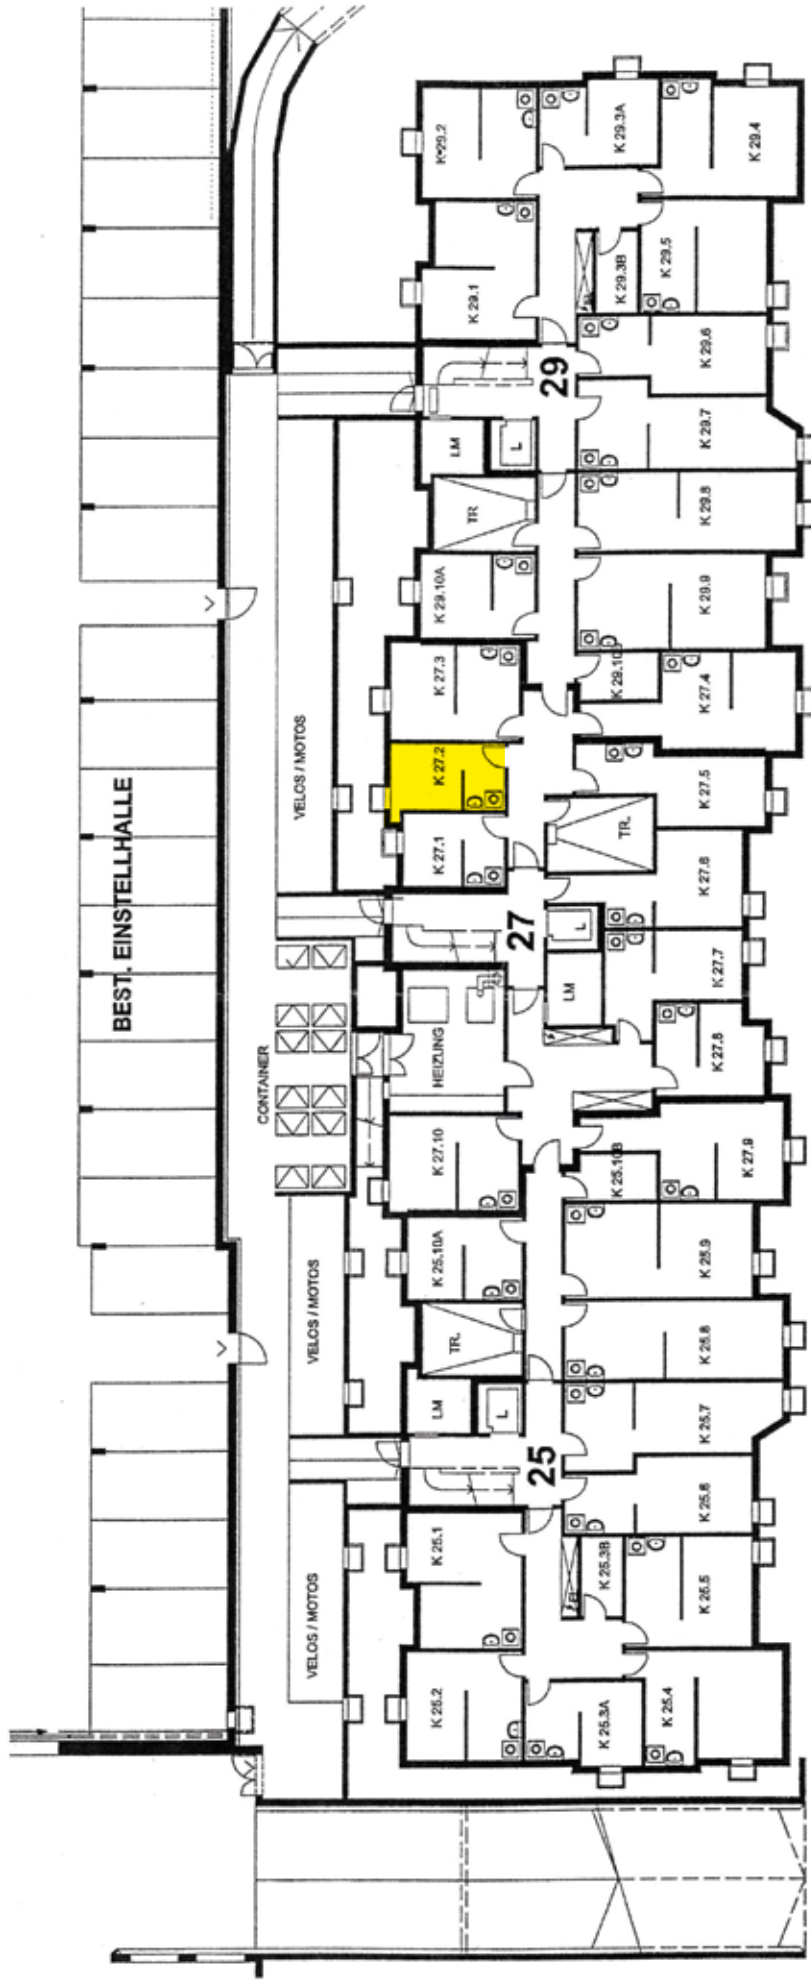 BEST. EINSTELLHALLE
VELOS / MOTOS
CONTAINER
VELOS / MOTOS
VELOS / MOTOS
K 29.2
K 29.3A
K 29.4
K 29.1
K 29.3B
K 29.5
K 29.6
29
K 29.7
LM
L
K 29.8
TR
K 29.10A
K 29.9
K 27.3
K 29.10B
K 27.4
K 27.2
K 27.5
K 27.1
TR.
K 27.6
27
L
K 27.7
LM
HEIZUNG
K 27.8
K 27.10
K 27.9
K 25.10B
K 25.10A
K 25.9
TR.
K 25.8
LM
L
K 25.7
25
K 25.6
K 25.1
K 25.3B
K 25.5
K 25.2
K 25.3A
K 25.4